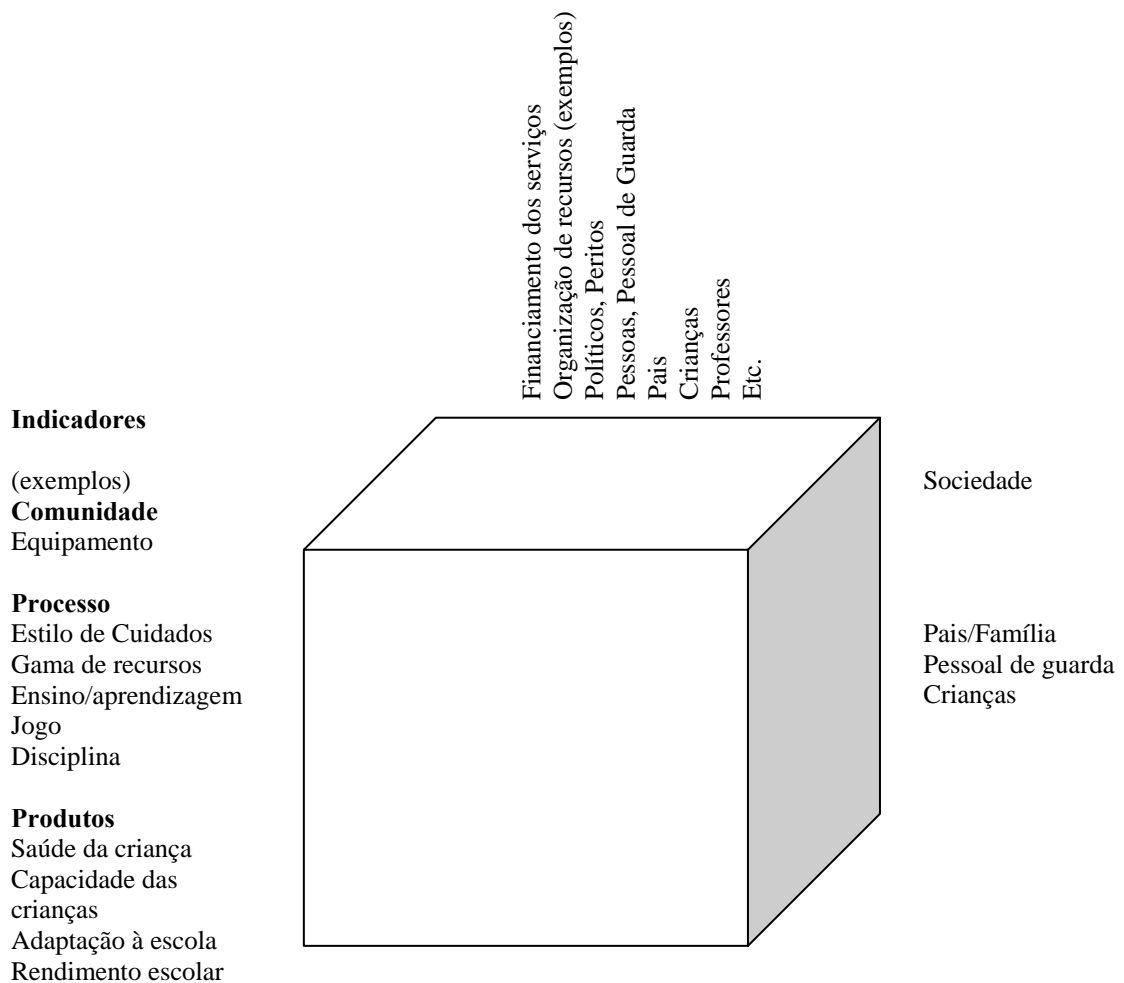 Financiamento dos serviços
Organização de recursos (exemplos)
Políticos, Peritos
Pessoas, Pessoal de Guarda
Pais
Crianças
Professores
Etc.
Indicadores
(exemplos)
Comunidade
Equipamento
Processo
Estilo de Cuidados
Gama de recursos
Ensino/aprendizagem
Jogo
Disciplina
Produtos
Saúde da criança
Capacidade das
crianças
Adaptação à escola
Rendimento escolar
Sociedade
Pais/Família
Pessoal de guarda
Crianças